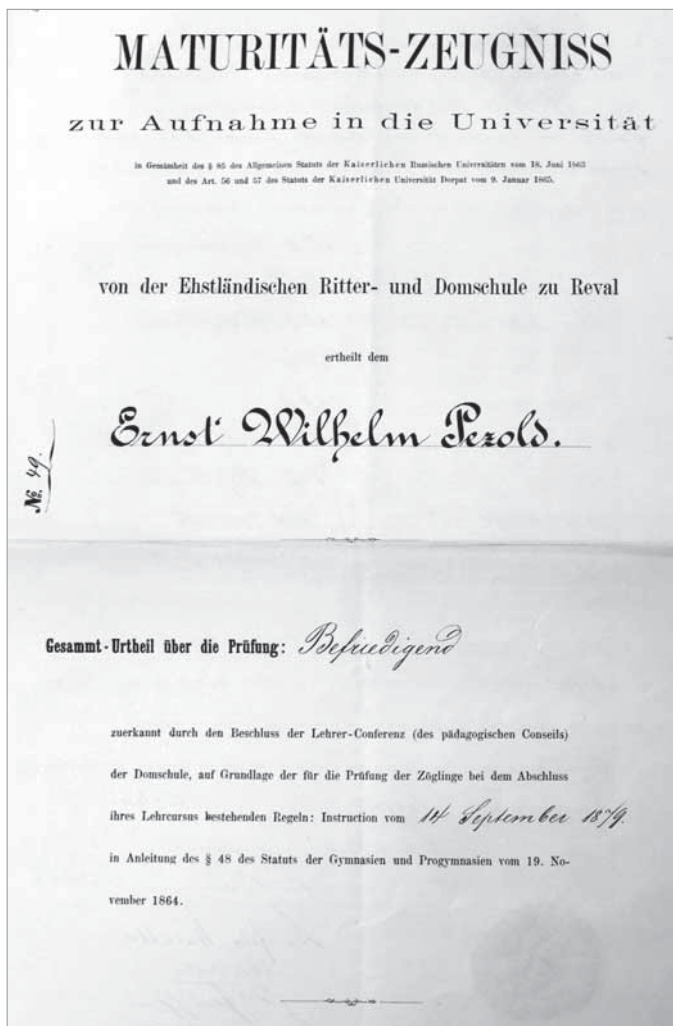 MATURITÄTS-ZEUGNISS
zur Aufnahme in die Universität
in Gemässheit des § 85 des Allgemeinen Statuts der Kaiserlichen Russischen Universitäten vom 18. Juni 1863
und des Art. 56 und 57 des Statuts der Kaiserlichen Universität Dorpat vom 9. Januar 1865.
von der Ehstländischen Ritter- und Domschule zu Reval
ertheilt dem
Ernst Wilhelm Pezold.
№ 49.
Gesammt-Urtheil über die Prüfung: Befriedigend
zuerkannt durch den Beschluss der Lehrer-Conferenz (des pädagogischen Conseils)
der Domschule, auf Grundlage der für die Prüfung der Zöglinge bei dem Abschluss
ihres Lehrcursus bestehenden Regeln: Instruction vom 14 September 1879.
in Anleitung des § 48 des Statuts der Gymnasien und Progymnasien vom 19. No-
vember 1864.